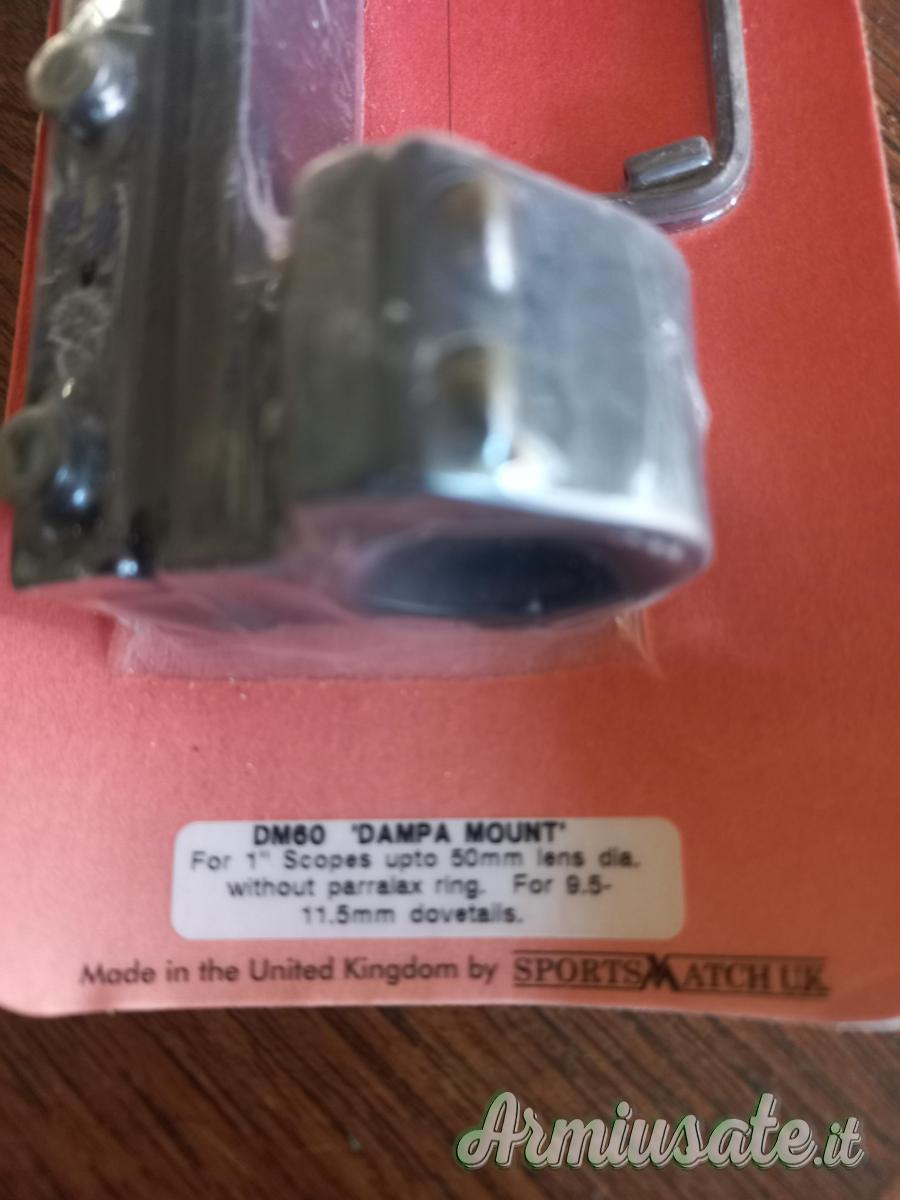 DM60 'DAMPA MOUNT'
For 1" Scopes upto 50mm lens dia.
without parralax ring. For 9.5-
11.5mm dovetails.
Made in the United Kingdom by SPORTSMATCH U.K.
Armiusate.it